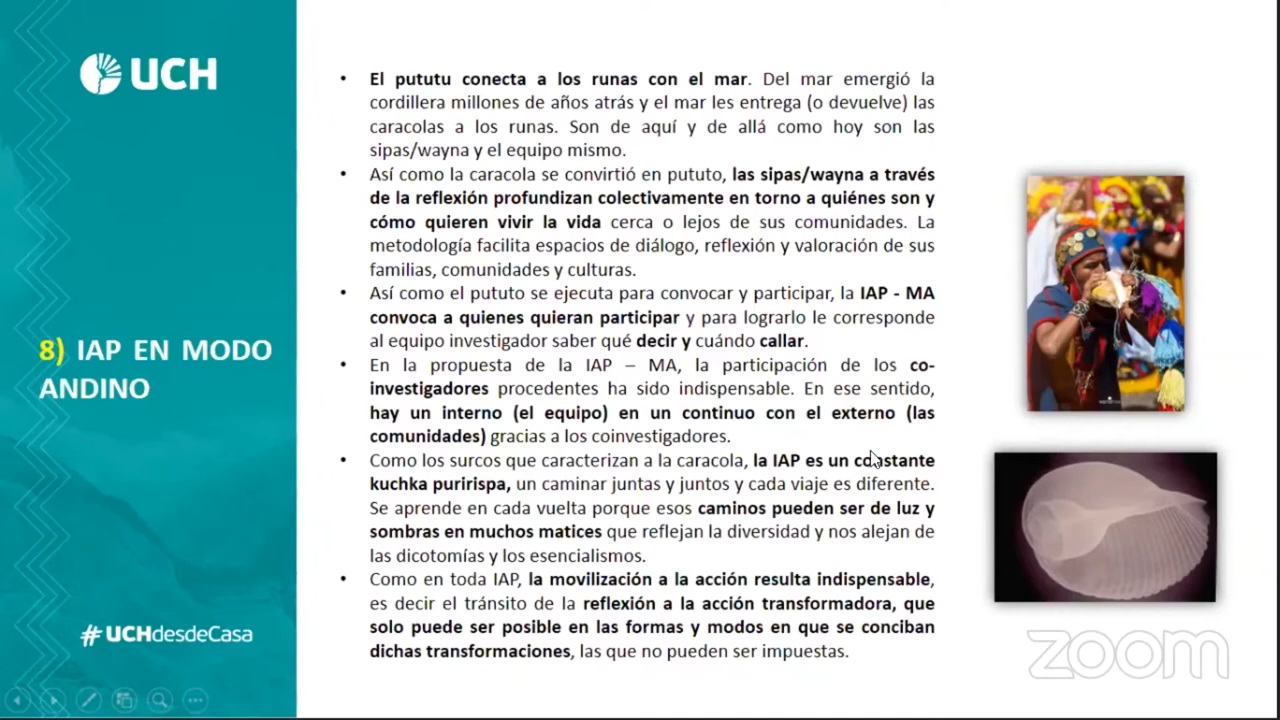 UCH
8) IAP EN MODO
ANDINO
#UCHdesdeCasa
• El pututu conecta a los runas con el mar. Del mar emergió la
cordillera millones de años atrás y el mar les entrega (o devuelve) las
caracolas a los runas. Son de aquí y de allá como hoy son las
sipas/wayna y el equipo mismo.
• Así como la caracola se convirtió en pututo, las sipas/wayna a través
de la reflexión profundizan colectivamente en torno a quiénes son y
cómo quieren vivir la vida cerca o lejos de sus comunidades. La
metodología facilita espacios de diálogo, reflexión y valoración de sus
familias, comunidades y culturas.
• Así como el pututo se ejecuta para convocar y participar, la IAP - MA
convoca a quienes quieran participar y para lograrlo le corresponde
al equipo investigador saber qué decir y cuándo callar.
• En la propuesta de la IAP – MA, la participación de los co-
investigadores procedentes ha sido indispensable. En ese sentido,
hay un interno (el equipo) en un continuo con el externo (las
comunidades) gracias a los coinvestigadores.
• Como los surcos que caracterizan a la caracola, la IAP es un constante
kuchka puririspa, un caminar juntas y juntos y cada viaje es diferente.
Se aprende en cada vuelta porque esos caminos pueden ser de luz y
sombras en muchos matices que reflejan la diversidad y nos alejan de
las dicotomías y los esencialismos.
• Como en toda IAP, la movilización a la acción resulta indispensable,
es decir el tránsito de la reflexión a la acción transformadora, que
solo puede ser posible en las formas y modos en que se conciban
dichas transformaciones, las que no pueden ser impuestas.
zoom